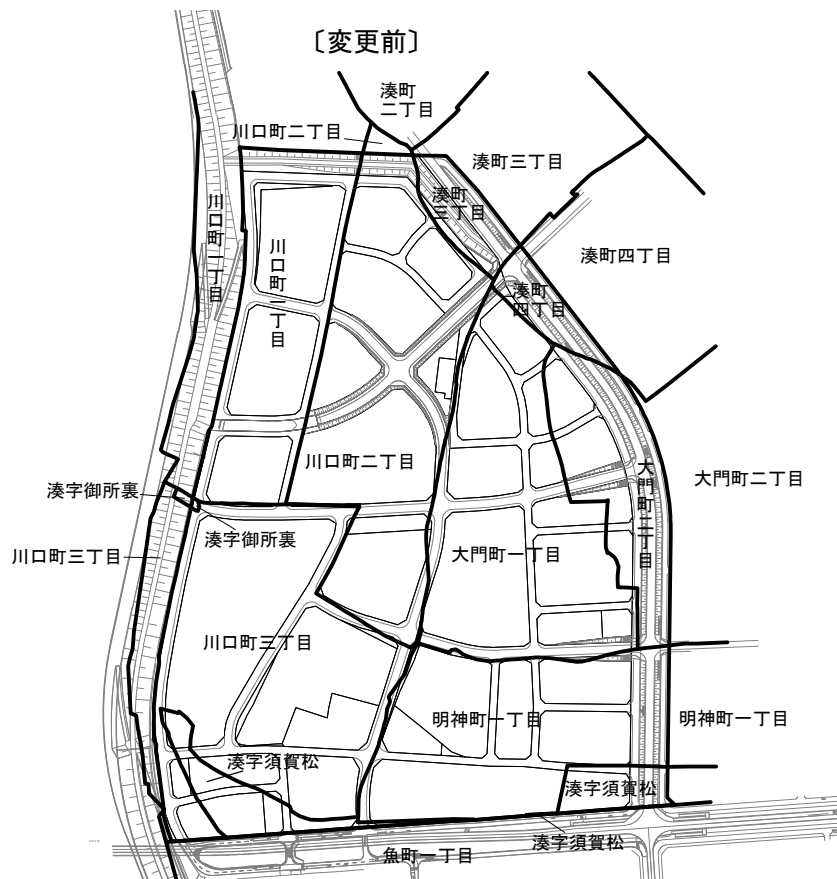 〔変更前〕
湊町
二丁目
川口町二丁目
湊町三丁目
湊町
三丁目
川口町一丁目
川口町一丁目
湊町四丁目
湊町
四丁目
川口町二丁目
大門町二丁目
大門町二丁目
湊字御所裏
湊字御所裏
川口町三丁目
大門町一丁目
川口町三丁目
明神町一丁目
明神町一丁目
湊字須賀松
湊字須賀松
湊字須賀松
魚町一丁目